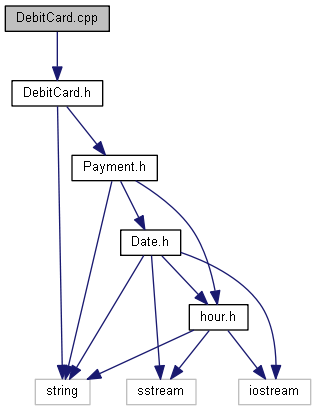 DebitCard.cpp
DebitCard.h
Payment.h
Date.h
hour.h
string
sstream
iostream